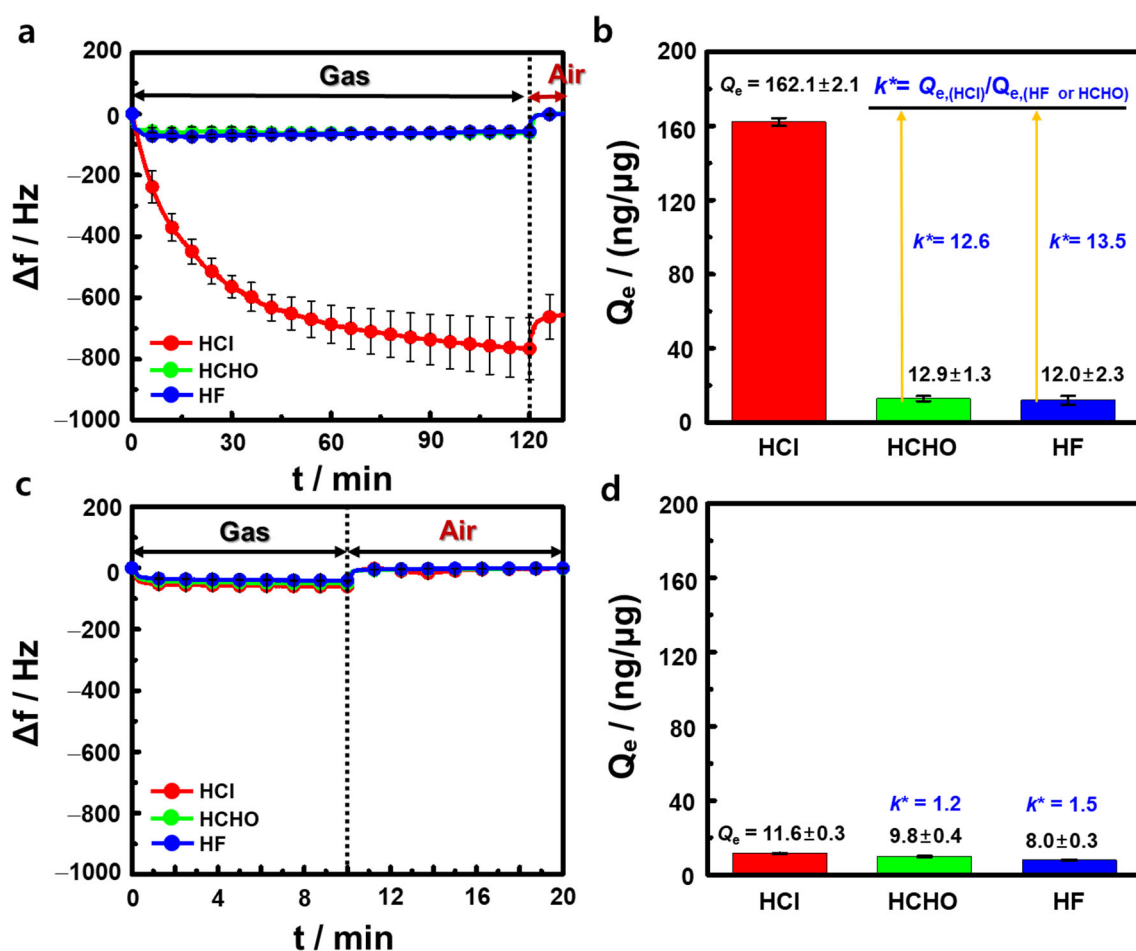 a
200
0
−200
−400
−600
−800
−1000
Δf / Hz
Gas
Air
HCl
HCHO
HF
0
30
60
90
120
t / min
b
200
160
120
80
40
0
Qe / (ng/μg)
Qe = 162.1±2.1
k*= Qe,(HCl)/Qe,(HF or HCHO)
k*= 12.6
k*= 13.5
12.9±1.3
12.0±2.3
HCl
HCHO
HF
c
200
0
−200
−400
−600
−800
−1000
Δf / Hz
Gas
Air
HCl
HCHO
HF
0
4
8
12
16
20
t / min
d
200
160
120
80
40
0
Qe / (ng/μg)
k* = 1.2
k* = 1.5
Qe = 11.6±0.3
9.8±0.4
8.0±0.3
HCl
HCHO
HF